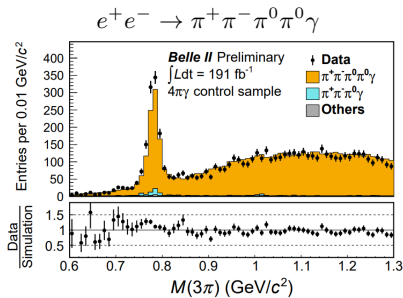 e⁺e⁻ → π⁺π⁻π⁰π⁰γ
Entries per 0.01 GeV/c²
400
350
300
250
200
150
100
50
0
Belle II Preliminary
∫Ldt = 191 fb⁻¹
4πγ control sample
Data
π⁺π⁻π⁰π⁰γ
π⁺π⁻π⁰γ
Others
Data
Simulation
1.5
1
0.5
0.6 0.7 0.8 0.9 1 1.1 1.2 1.3
M(3π) (GeV/c²)